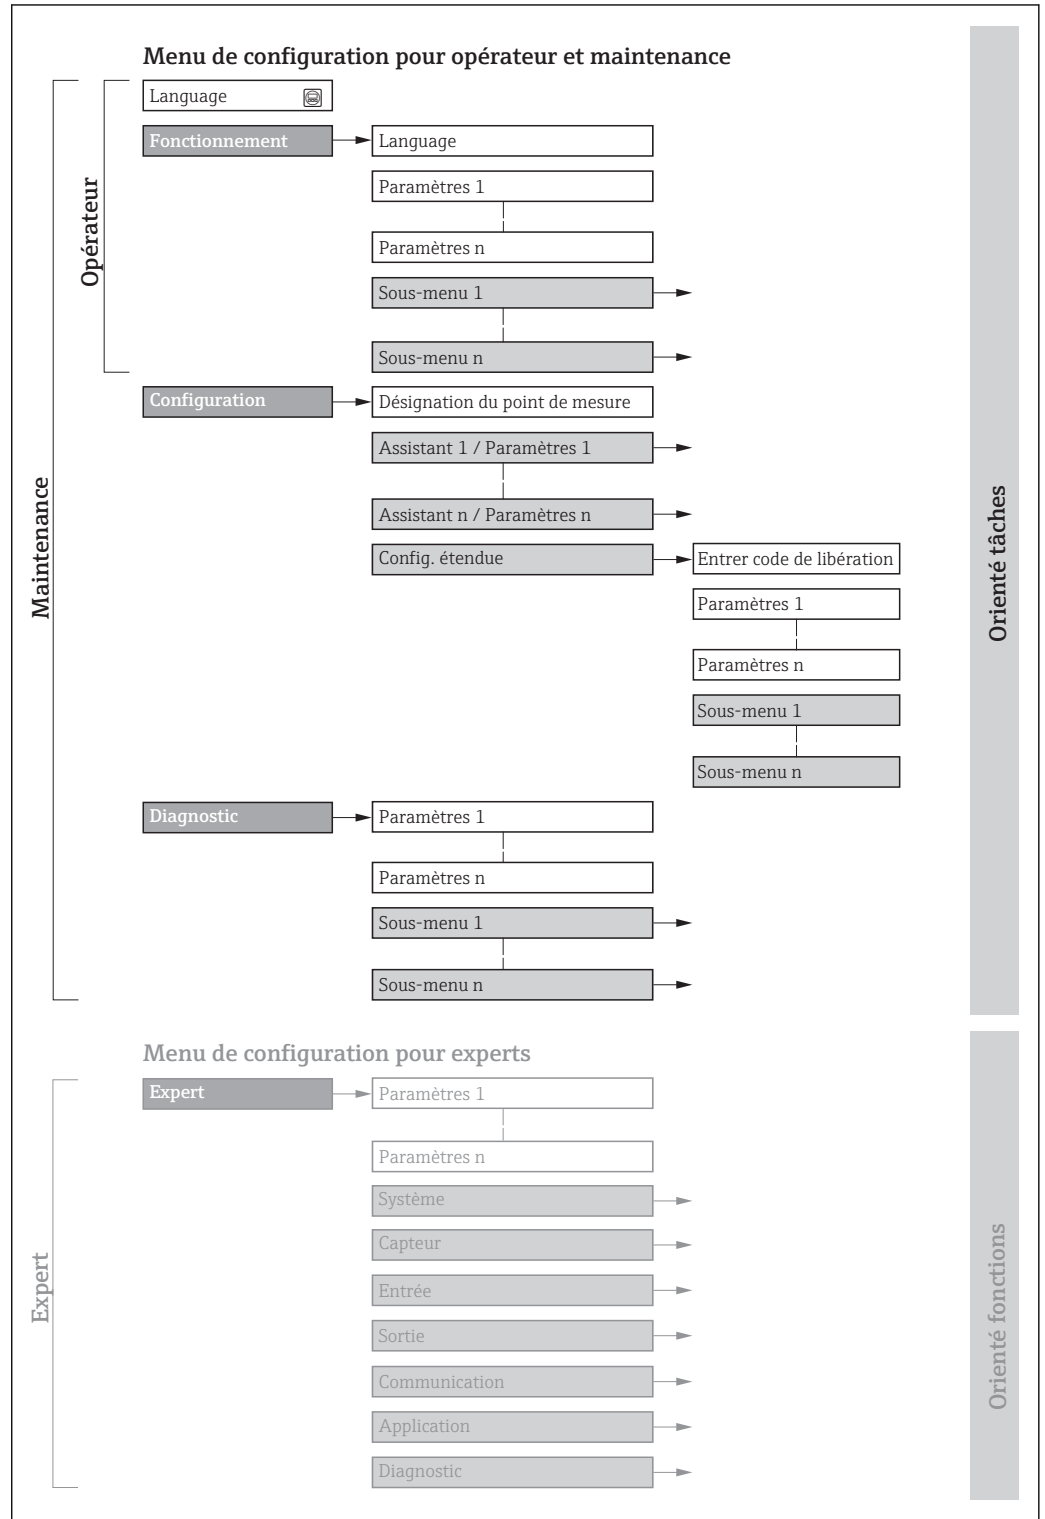 Menu de configuration pour opérateur et maintenance
Maintenance
Opérateur
Orienté tâches
Language
Fonctionnement
Language
Paramètres 1
Paramètres n
Sous-menu 1
Sous-menu n
Configuration
Désignation du point de mesure
Assistant 1 / Paramètres 1
Assistant n / Paramètres n
Config. étendue
Entrer code de libération
Paramètres 1
Paramètres n
Sous-menu 1
Sous-menu n
Diagnostic
Paramètres 1
Paramètres n
Sous-menu 1
Sous-menu n
Menu de configuration pour experts
Expert
Orienté fonctions
Expert
Paramètres 1
Paramètres n
Système
Capteur
Entrée
Sortie
Communication
Application
Diagnostic